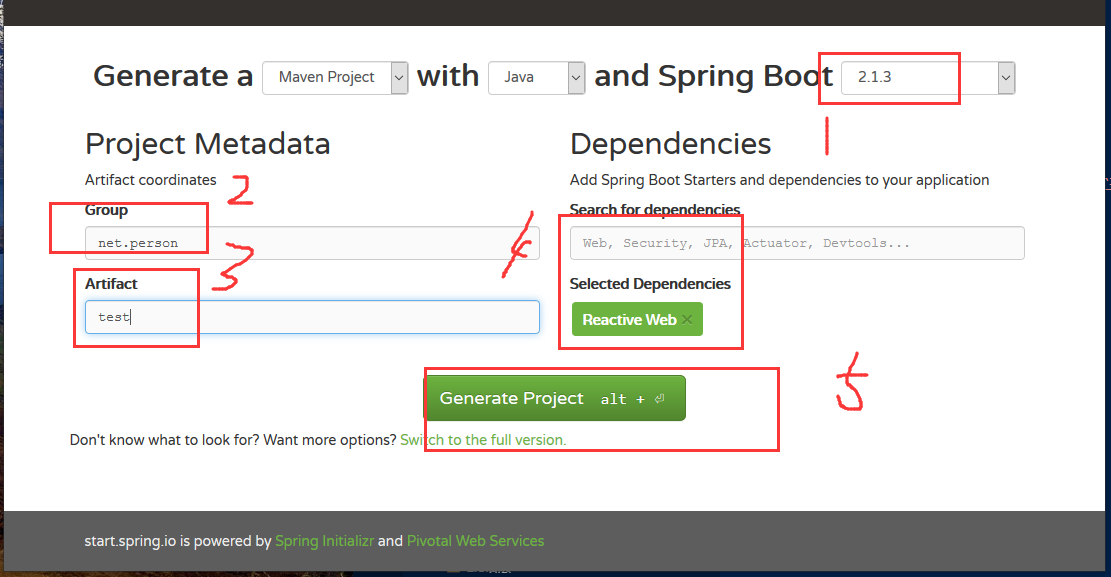 Generate a Maven Project with Java and Spring Boot 2.1.3
1
Project Metadata
Artifact coordinates
2
Group
net.person
3
Artifact
test
Dependencies
Add Spring Boot Starters and dependencies to your application
4
Search for dependencies
Web, Security, JPA, Actuator, Devtools...
Selected Dependencies
Reactive Web ×
Generate Project alt + ⏎
5
Don't know what to look for? Want more options? Switch to the full version.
start.spring.io is powered by Spring Initializr and Pivotal Web Services